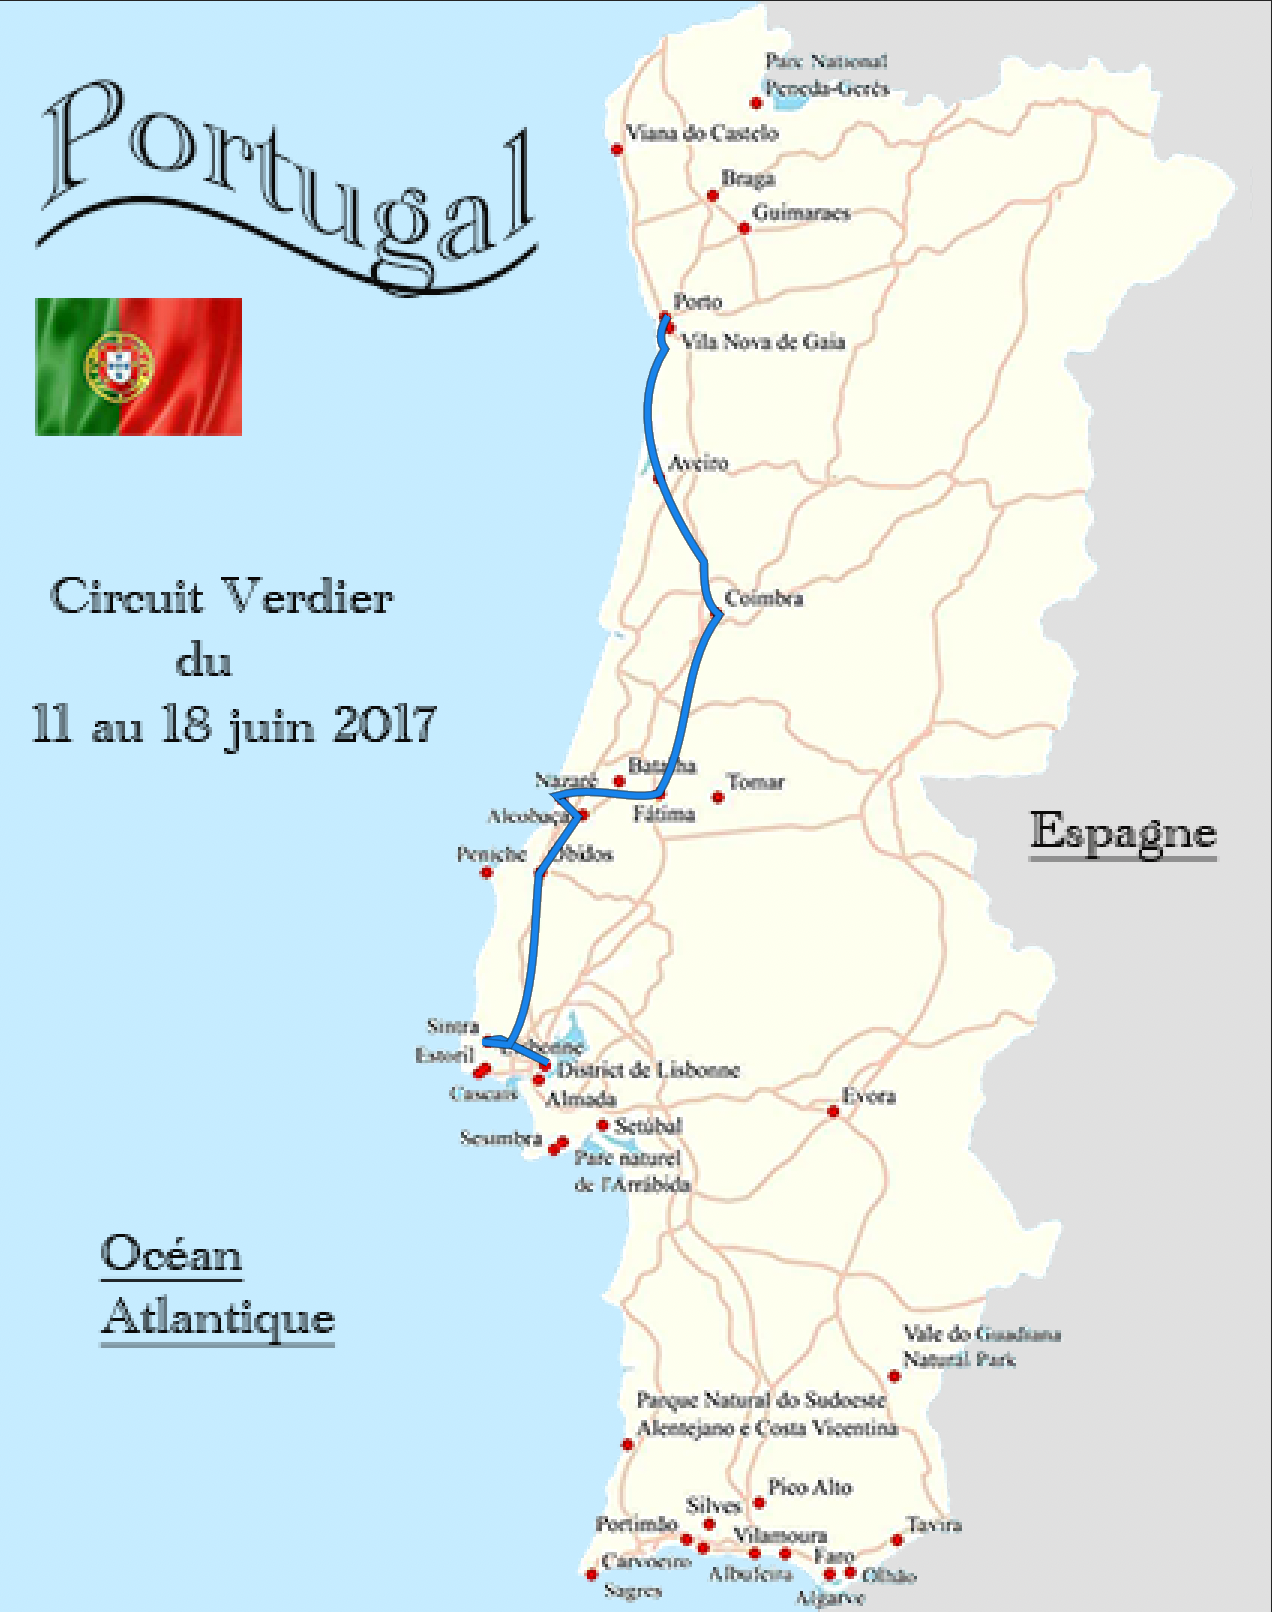 Portugal
Parc National
Peneda-Gerês
Viana do Castelo
Braga
Guimaraes
Porto
Vila Nova de Gaia
Aveiro
Circuit Verdier
du
11 au 18 juin 2017
Coimbra
Nazaré
Batalha
Tomar
Alcobaça
Fátima
Espagne
Peniche
Óbidos
Sintra
Estoril
Lisbonne
District de Lisbonne
Cascais
Almada
Evora
Setúbal
Sesimbra
Parc naturel
de l'Arrábida
Océan
Atlantique
Vale do Guadiana
Natural Park
Parque Natural do Sudoeste
Alentejano e Costa Vicentina
Pico Alto
Silves
Portimão
Vilamoura
Tavira
Carvoeiro
Albufeira
Faro
Olhão
Sagres
Algarve